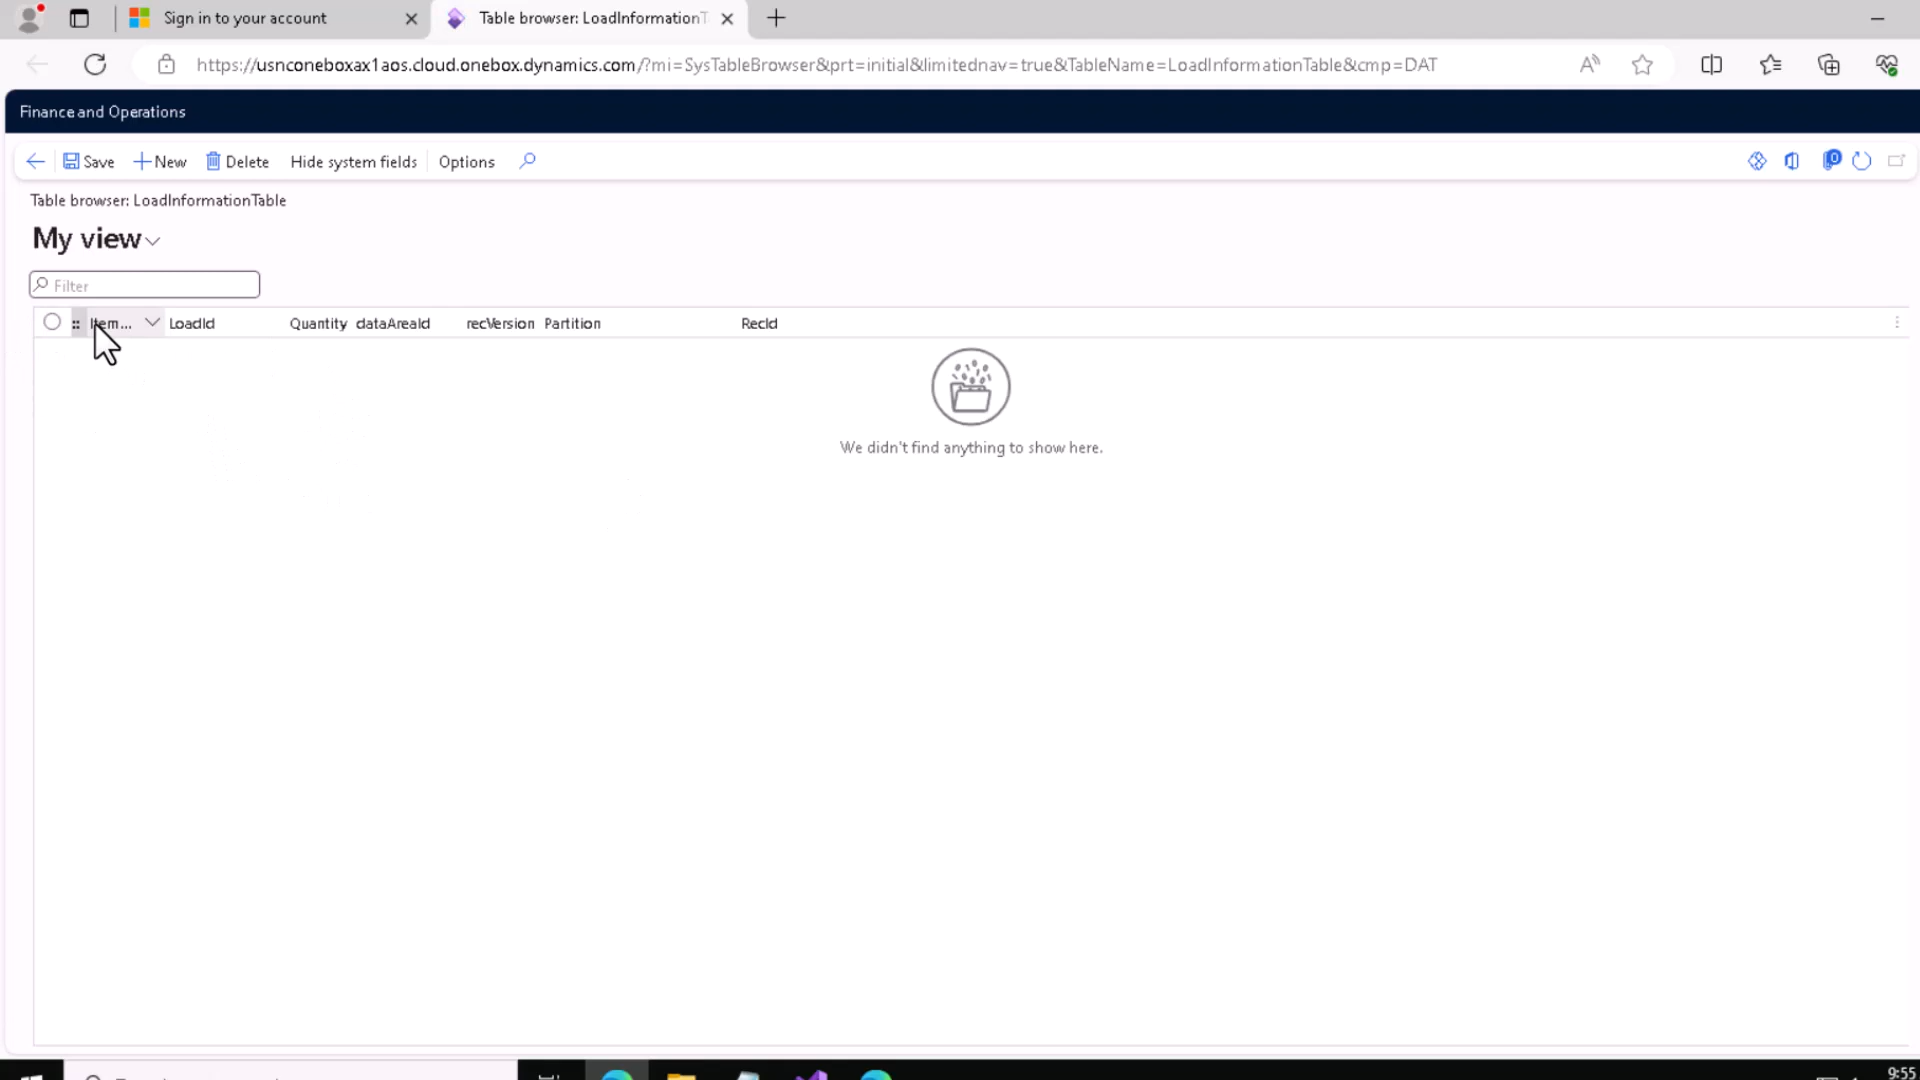 Sign in to your account
Table browser: LoadInformationT
https://usnconeboxax1aos.cloud.onebox.dynamics.com/?mi=SysTableBrowser&prt=initial&limitednav=true&TableName=LoadInformationTable&cmp=DAT
Finance and Operations
Save New Delete Hide system fields Options
0
Table browser: LoadInformationTable
My view
Filter
Item... LoadId Quantity dataAreaId recVersion Partition RecId
We didn't find anything to show here.
9:55